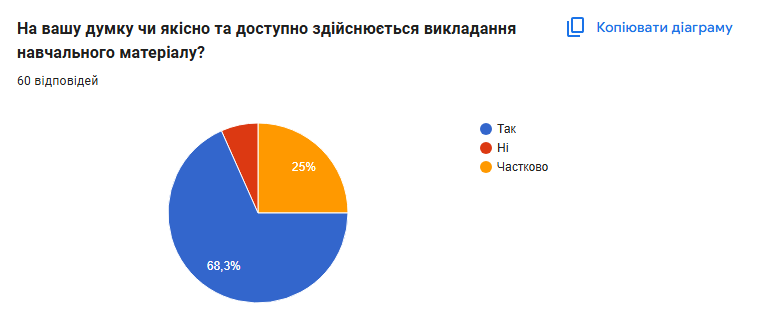 На вашу думку чи якісно та доступно здійснюється викладання
навчального матеріалу?
Копіювати діаграму
60 відповідей
Так
Ні
Частково
25%
68,3%